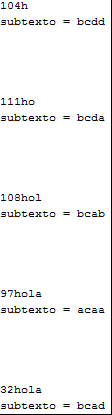 104h
subtexto = bcdd
111ho
subtexto = bcda
108hol
subtexto = bcab
97hola
subtexto = acaa
32hola
subtexto = bcad